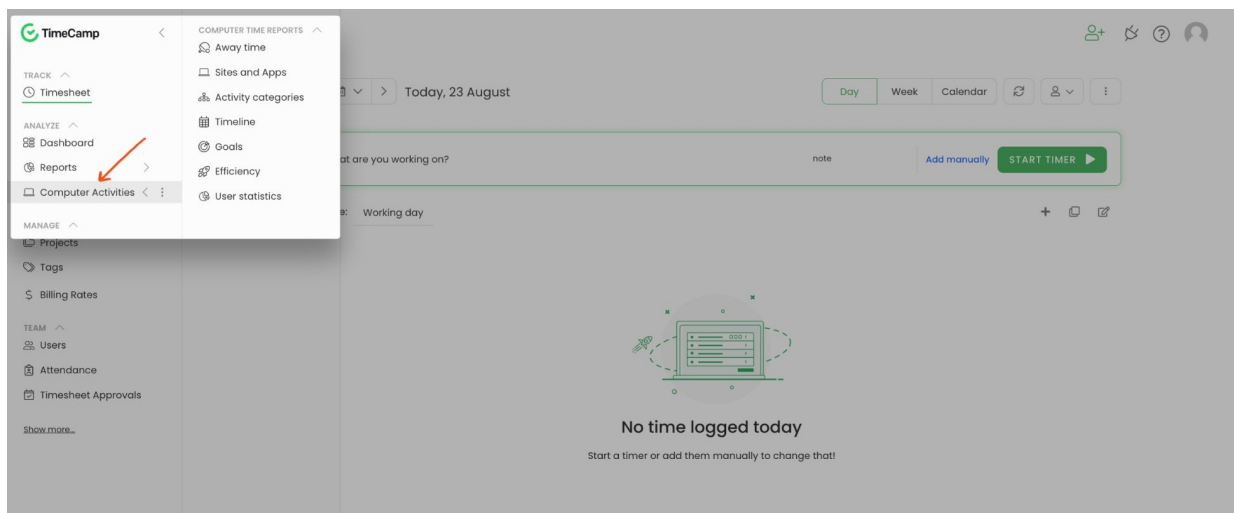 TimeCamp
TRACK
Timesheet
ANALYZE
Dashboard
Reports
Computer Activities
MANAGE
Projects
Tags
Billing Rates
TEAM
Users
Attendance
Timesheet Approvals
Show more...
COMPUTER TIME REPORTS
Away time
Sites and Apps
Activity categories
Timeline
Goals
Efficiency
User statistics
Today, 23 August
Day Week Calendar
at are you working on? note Add manually START TIMER
e: Working day
No time logged today
Start a timer or add them manually to change that!